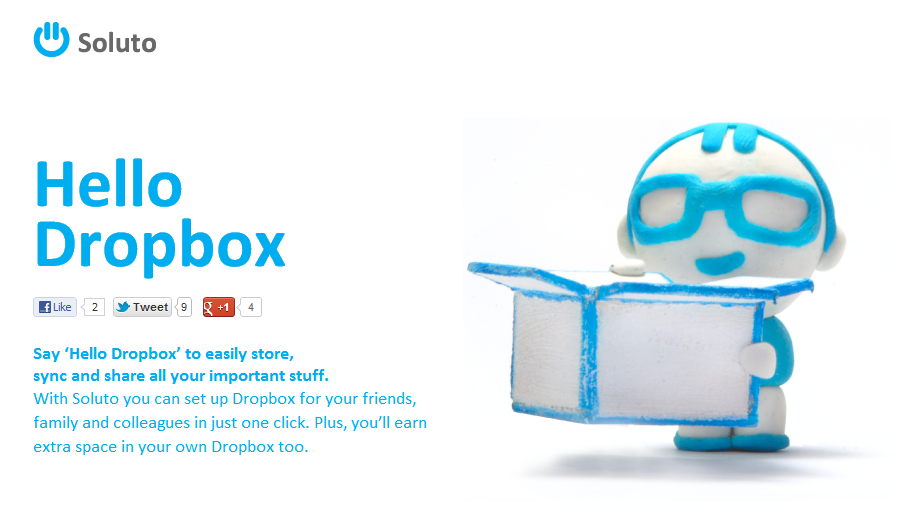 Soluto
Hello
Dropbox
Like 2 Tweet 9 +1 4
Say ‘Hello Dropbox’ to easily store,
sync and share all your important stuff.
With Soluto you can set up Dropbox for your friends,
family and colleagues in just one click. Plus, you’ll earn
extra space in your own Dropbox too.